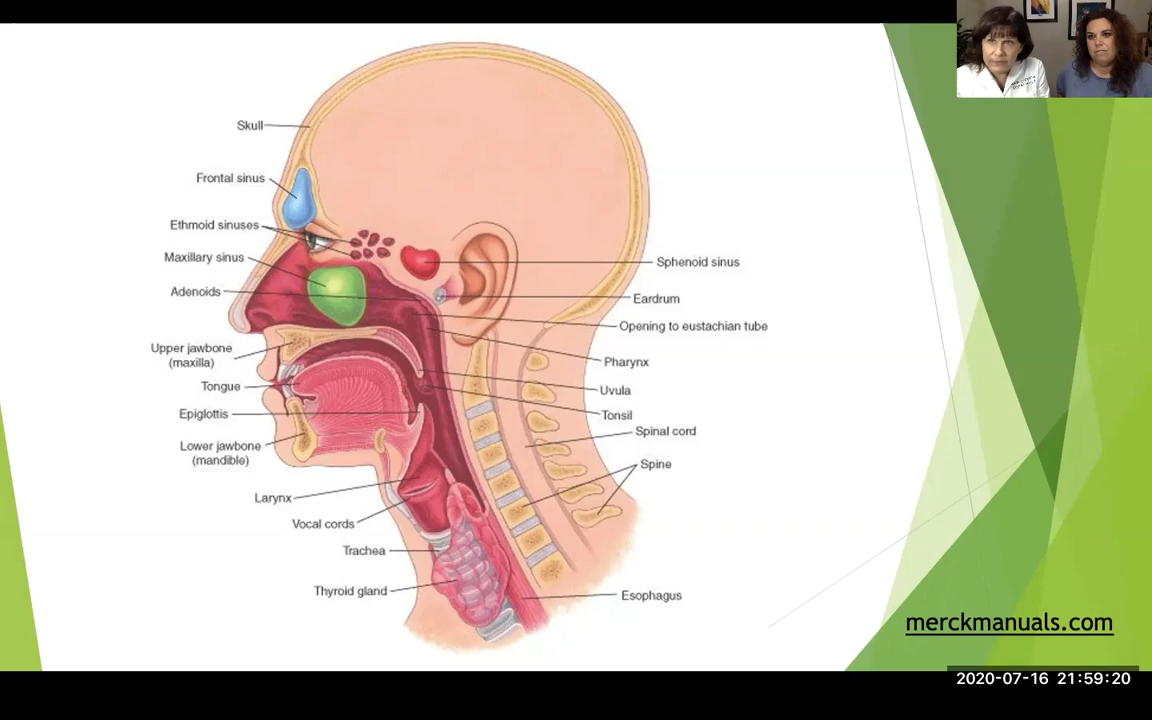 Skull
Frontal sinus
Ethmoid sinuses
Maxillary sinus
Adenoids
Upper jawbone
(maxilla)
Tongue
Epiglottis
Lower jawbone
(mandible)
Larynx
Vocal cords
Trachea
Thyroid gland
Sphenoid sinus
Eardrum
Opening to eustachian tube
Pharynx
Uvula
Tonsil
Spinal cord
Spine
Esophagus
merckmanuals.com
2020-07-16 21:59:20